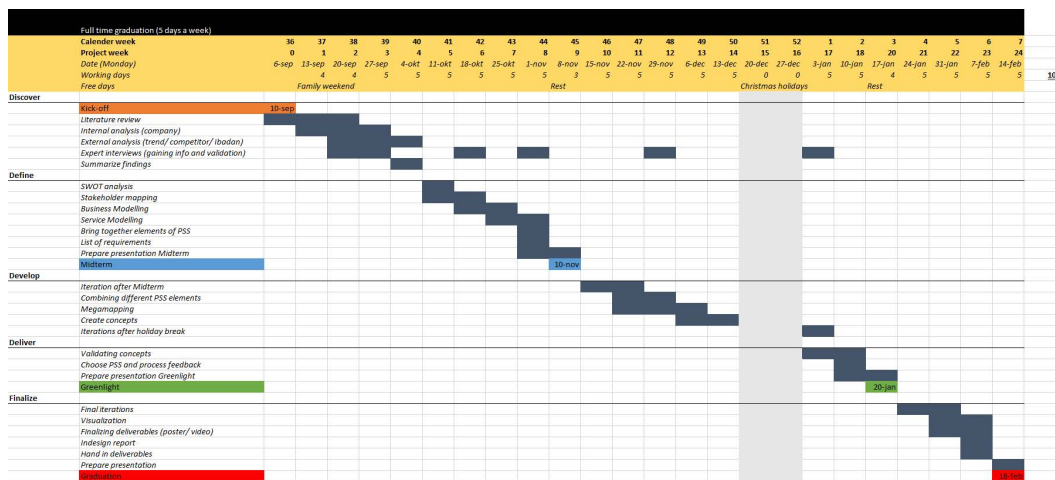 Full time graduation (5 days a week)
Calender week 36 37 38 39 40 41 42 43 44 45 46 47 48 49 50 51 52 1 2 3 4 5 6 7
Project week 0 1 2 3 4 5 6 7 8 9 10 11 12 13 14 15 16 17 18 20 21 22 23 24
Date (Monday) 6-sep 13-sep 20-sep 27-sep 4-okt 11-okt 18-okt 25-okt 1-nov 8-nov 15-nov 22-nov 29-nov 6-dec 13-dec 20-dec 27-dec 3-jan 10-jan 17-jan 24-jan 31-jan 7-feb 14-feb
Working days 4 4 5 5 5 5 5 5 3 5 5 5 5 5 0 0 5 5 4 5 5 5 5 10
Free days Family weekend Rest Christmas holidays Rest
Discover
Kick-off 10-sep
Literature review
Internal analysis (company)
External analysis (trend/ competitor/ ibadan)
Expert interviews (gaining info and validation)
Summarize findings
Define
SWOT analysis
Stakeholder mapping
Business Modelling
Service Modelling
Bring together elements of PSS
List of requirements
Prepare presentation Midterm
Midterm 10-nov
Develop
Iteration after Midterm
Combining different PSS elements
Megamapping
Create concepts
Iterations after holiday break
Deliver
Validating concepts
Choose PSS and process feedback
Prepare presentation Greenlight
Greenlight 20-jan
Finalize
Final iterations
Visualization
Finalizing deliverables (poster/ video)
Indesign report
Hand in deliverables
Prepare presentation
Graduation 18-feb